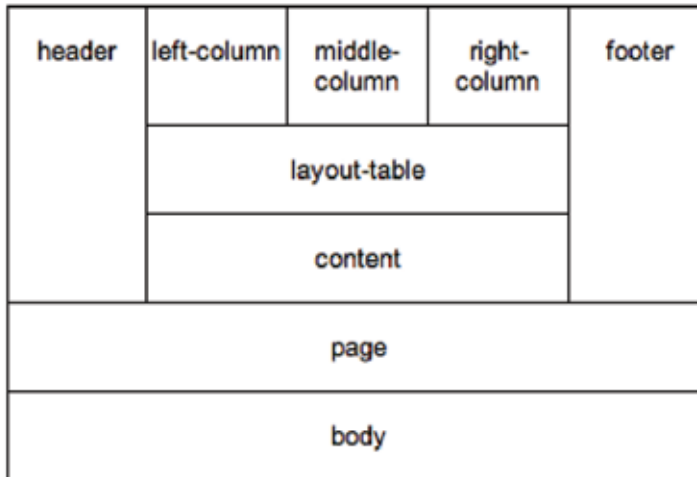 header
left-column
middle-
column
right-
column
footer
layout-table
content
page
body